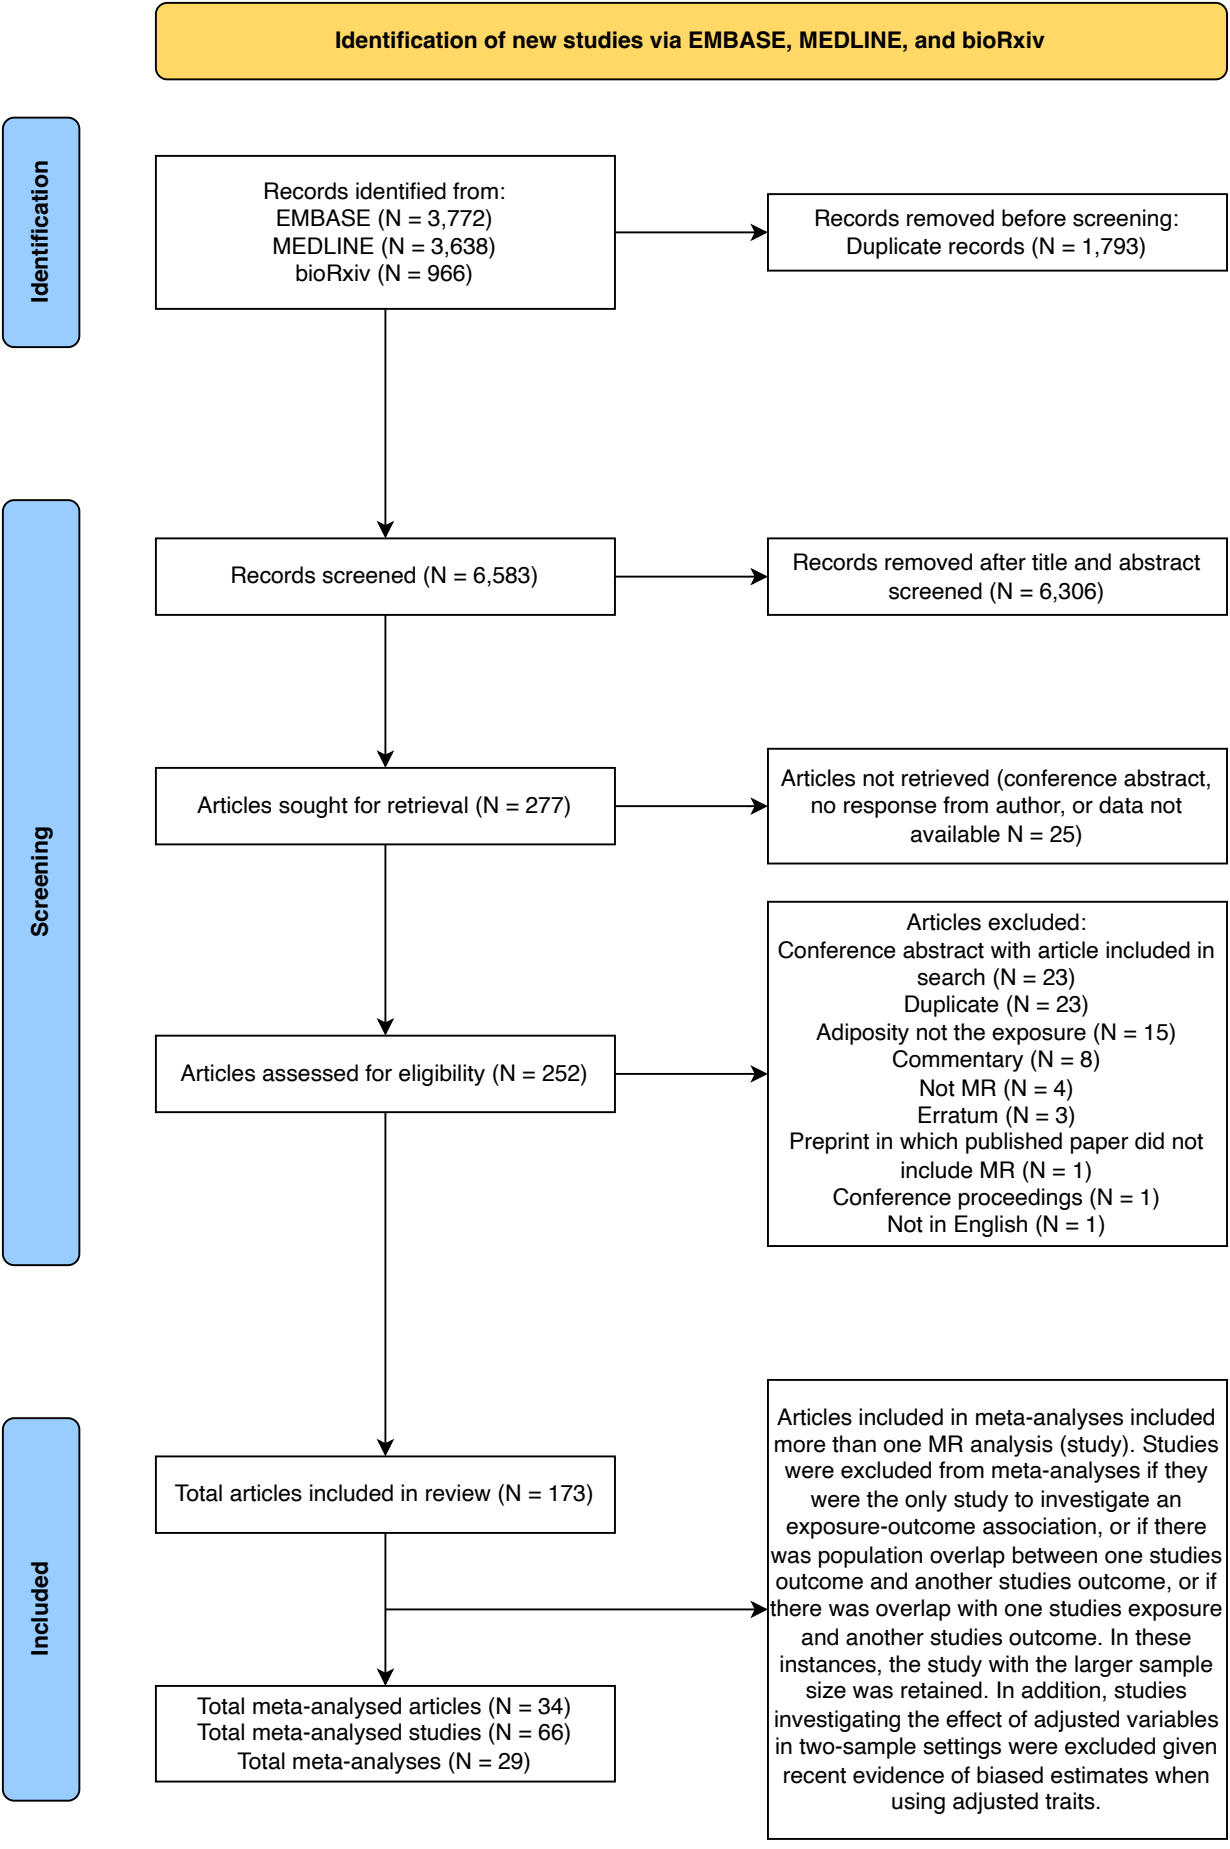 Identification of new studies via EMBASE, MEDLINE, and bioRxiv
Identification
Records identified from:
EMBASE (N = 3,772)
MEDLINE (N = 3,638)
bioRxiv (N = 966)
Records removed before screening:
Duplicate records (N = 1,793)
Screening
Records screened (N = 6,583)
Records removed after title and abstract
screened (N = 6,306)
Articles sought for retrieval (N = 277)
Articles not retrieved (conference abstract,
no response from author, or data not
available N = 25)
Articles assessed for eligibility (N = 252)
Articles excluded:
Conference abstract with article included in
search (N = 23)
Duplicate (N = 23)
Adiposity not the exposure (N = 15)
Commentary (N = 8)
Not MR (N = 4)
Erratum (N = 3)
Preprint in which published paper did not
include MR (N = 1)
Conference proceedings (N = 1)
Not in English (N = 1)
Included
Total articles included in review (N = 173)
Articles included in meta-analyses included
more than one MR analysis (study). Studies
were excluded from meta-analyses if they
were the only study to investigate an
exposure-outcome association, or if there
was population overlap between one studies
outcome and another studies outcome, or if
there was overlap with one studies exposure
and another studies outcome. In these
instances, the study with the larger sample
size was retained. In addition, studies
investigating the effect of adjusted variables
in two-sample settings were excluded given
recent evidence of biased estimates when
using adjusted traits.
Total meta-analysed articles (N = 34)
Total meta-analysed studies (N = 66)
Total meta-analyses (N = 29)